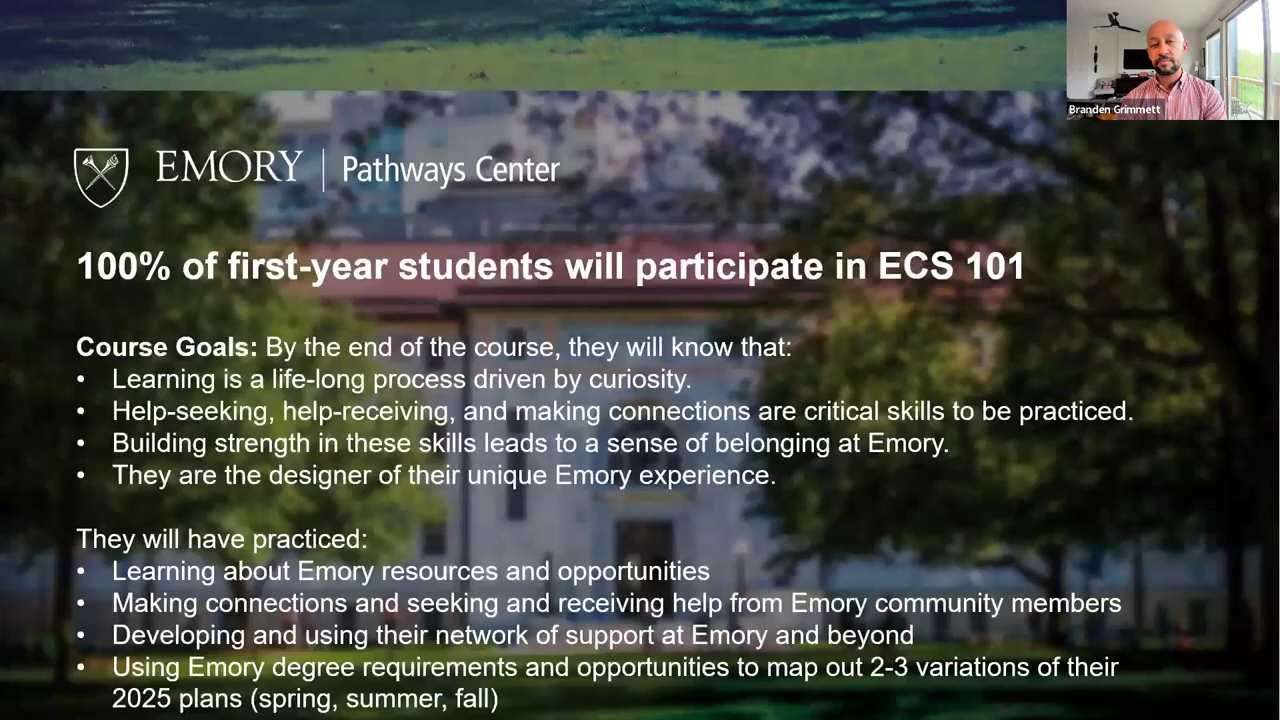 Branden Grimmett
EMORY | Pathways Center
100% of first-year students will participate in ECS 101
Course Goals: By the end of the course, they will know that:
• Learning is a life-long process driven by curiosity.
• Help-seeking, help-receiving, and making connections are critical skills to be practiced.
• Building strength in these skills leads to a sense of belonging at Emory.
• They are the designer of their unique Emory experience.
They will have practiced:
• Learning about Emory resources and opportunities
• Making connections and seeking and receiving help from Emory community members
• Developing and using their network of support at Emory and beyond
• Using Emory degree requirements and opportunities to map out 2-3 variations of their
2025 plans (spring, summer, fall)